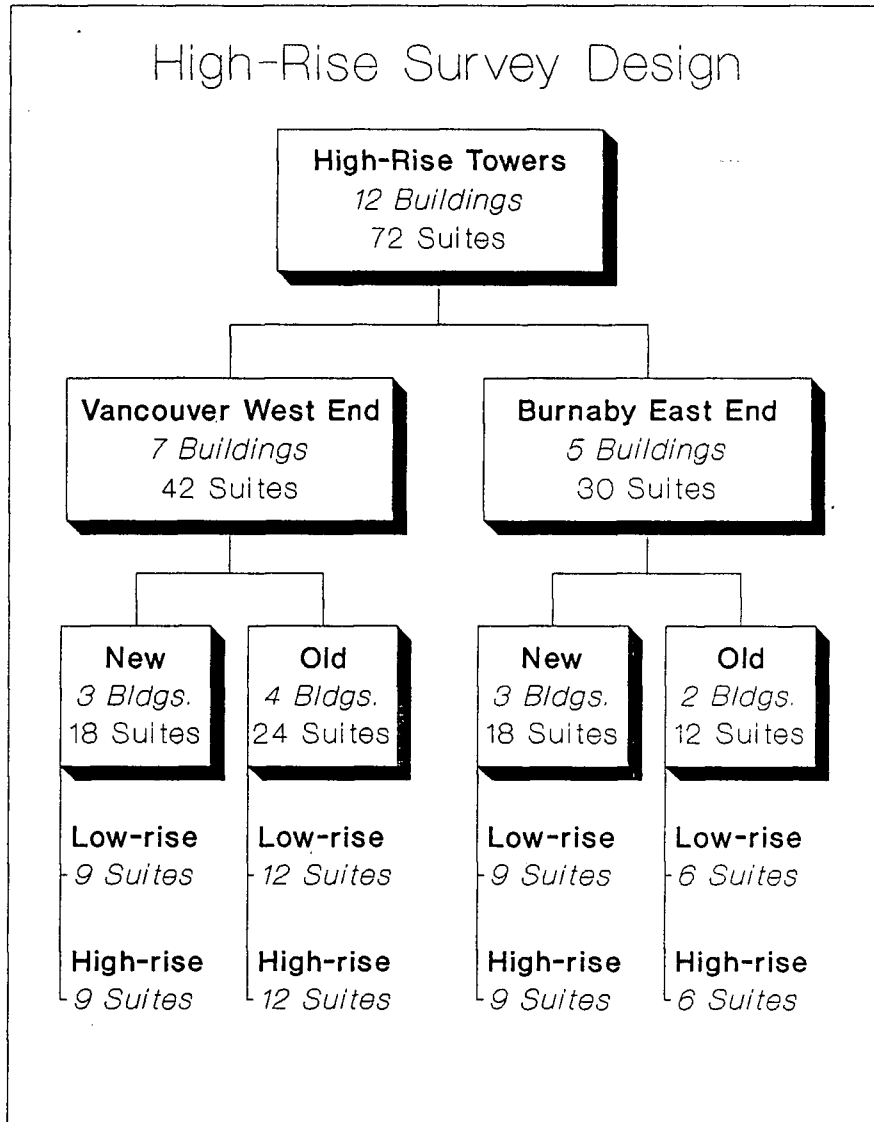 High-Rise Survey Design
High-Rise Towers
12 Buildings
72 Suites
Vancouver West End
7 Buildings
42 Suites
Burnaby East End
5 Buildings
30 Suites
New
3 Bldgs.
18 Suites
Old
4 Bldgs.
24 Suites
New
3 Bldgs.
18 Suites
Old
2 Bldgs.
12 Suites
Low-rise
9 Suites
High-rise
9 Suites
Low-rise
12 Suites
High-rise
12 Suites
Low-rise
9 Suites
High-rise
9 Suites
Low-rise
6 Suites
High-rise
6 Suites